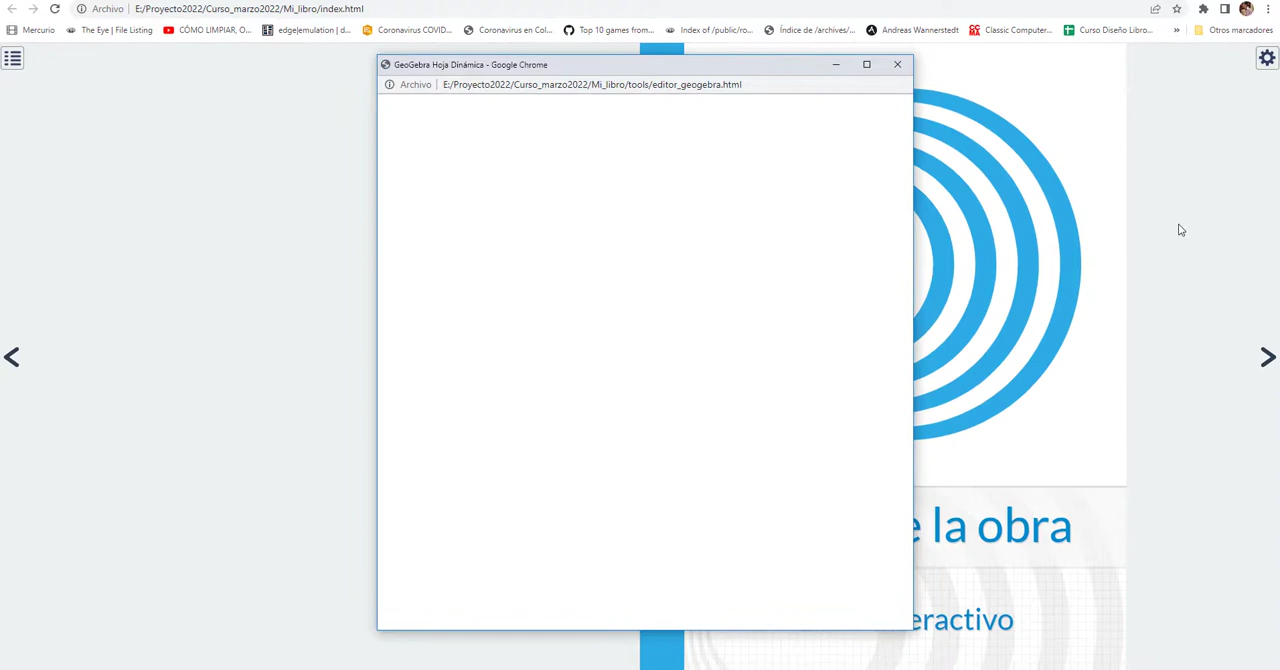 Archivo E:/Proyecto2022/Curso_marzo2022/Mi_libro/index.html
Mercurio The Eye | File Listing CÓMO LIMPIAR, O... edgejemulation | d... Coronavirus COVID... Coronavirus en Col... Top 10 games from... Index of /public/ro... Índice de /archives/... Andreas Wannerstedt Classic Computer... Curso Diseño Libro... » Otros marcadores
GeoGebra Hoja Dinámica - Google Chrome
Archivo E:/Proyecto2022/Curso_marzo2022/Mi_libro/tools/editor_geogebra.html
e la obra
eractivo